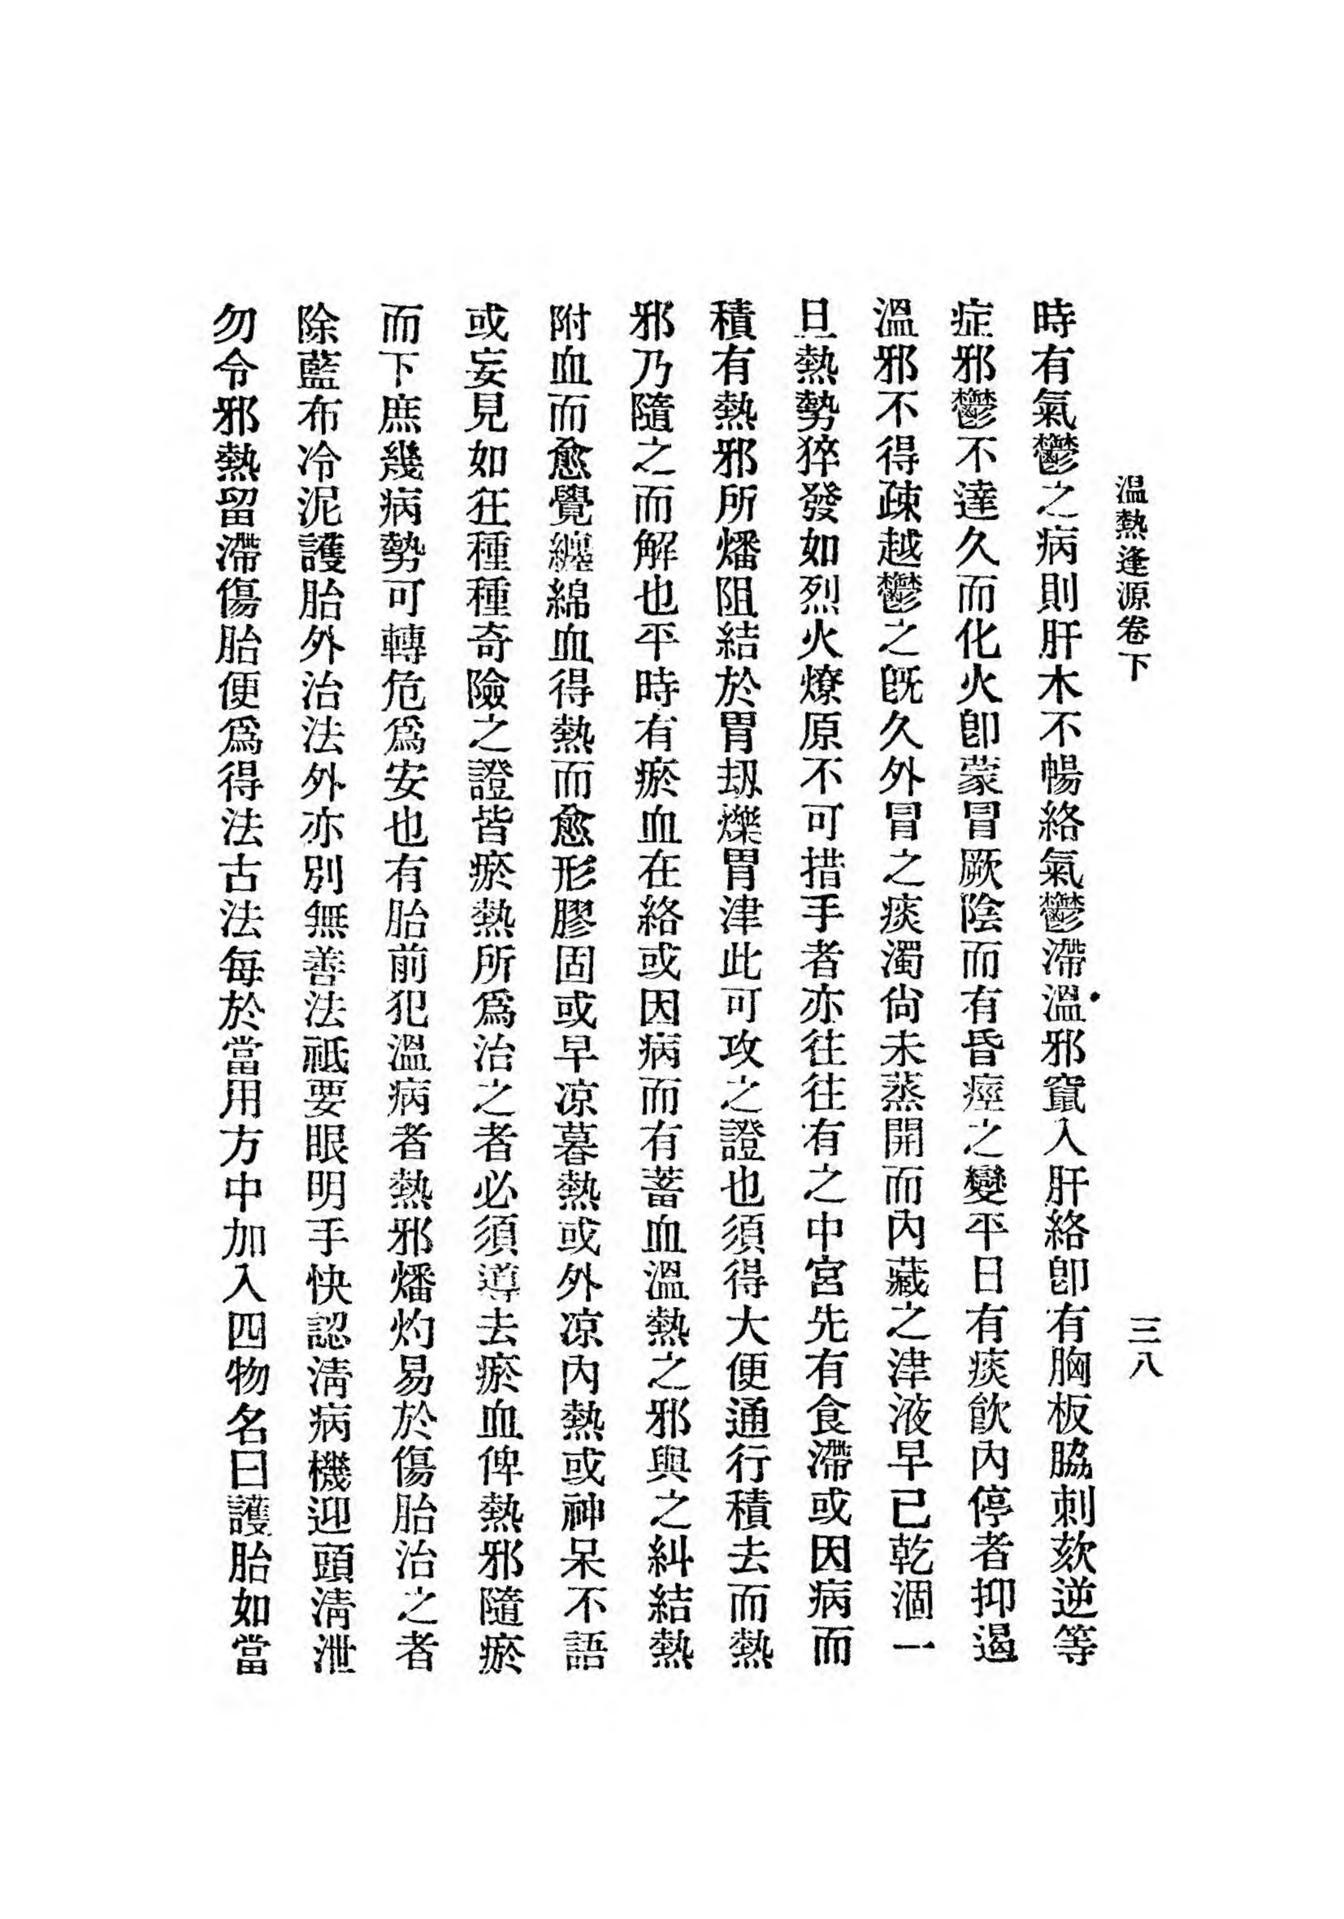 溫熱逢源卷下
三八
時有氣鬱之病則肝木不暢絡氣鬱滯溫邪竄入肝絡卽有胸板脇刺欬逆等
症邪鬱不達久而化火卽蒙冒厥陰而有昏痙之變平日有痰飮內停者抑遏
溫邪不得疎越鬱之旣久外冒之痰濁尙未蒸開而內藏之津液早已乾涸一
旦熱勢猝發如烈火燎原不可措手者亦往往有之中宮先有食滯或因病而
積有熱邪所燔阻結於胃刼爍胃津此可攻之證也須得大便通行積去而熱
邪乃隨之而解也平時有瘀血在絡或因病而有蓄血溫熱之邪與之糾結熱
附血而愈覺纏綿血得熱而愈形膠固或早凉暮熱或外凉內熱或神呆不語
或妄見如狂種種奇險之證皆瘀熱所爲治之者必須導去瘀血俾熱邪隨瘀
而下庶幾病勢可轉危爲安也有胎前犯溫病者熱邪燔灼易於傷胎治之者
除藍布冷泥護胎外治法外亦別無善法祗要眼明手快認淸病機迎頭淸泄
勿令邪熱留滯傷胎便爲得法古法每於當用方中加入四物名曰護胎如當